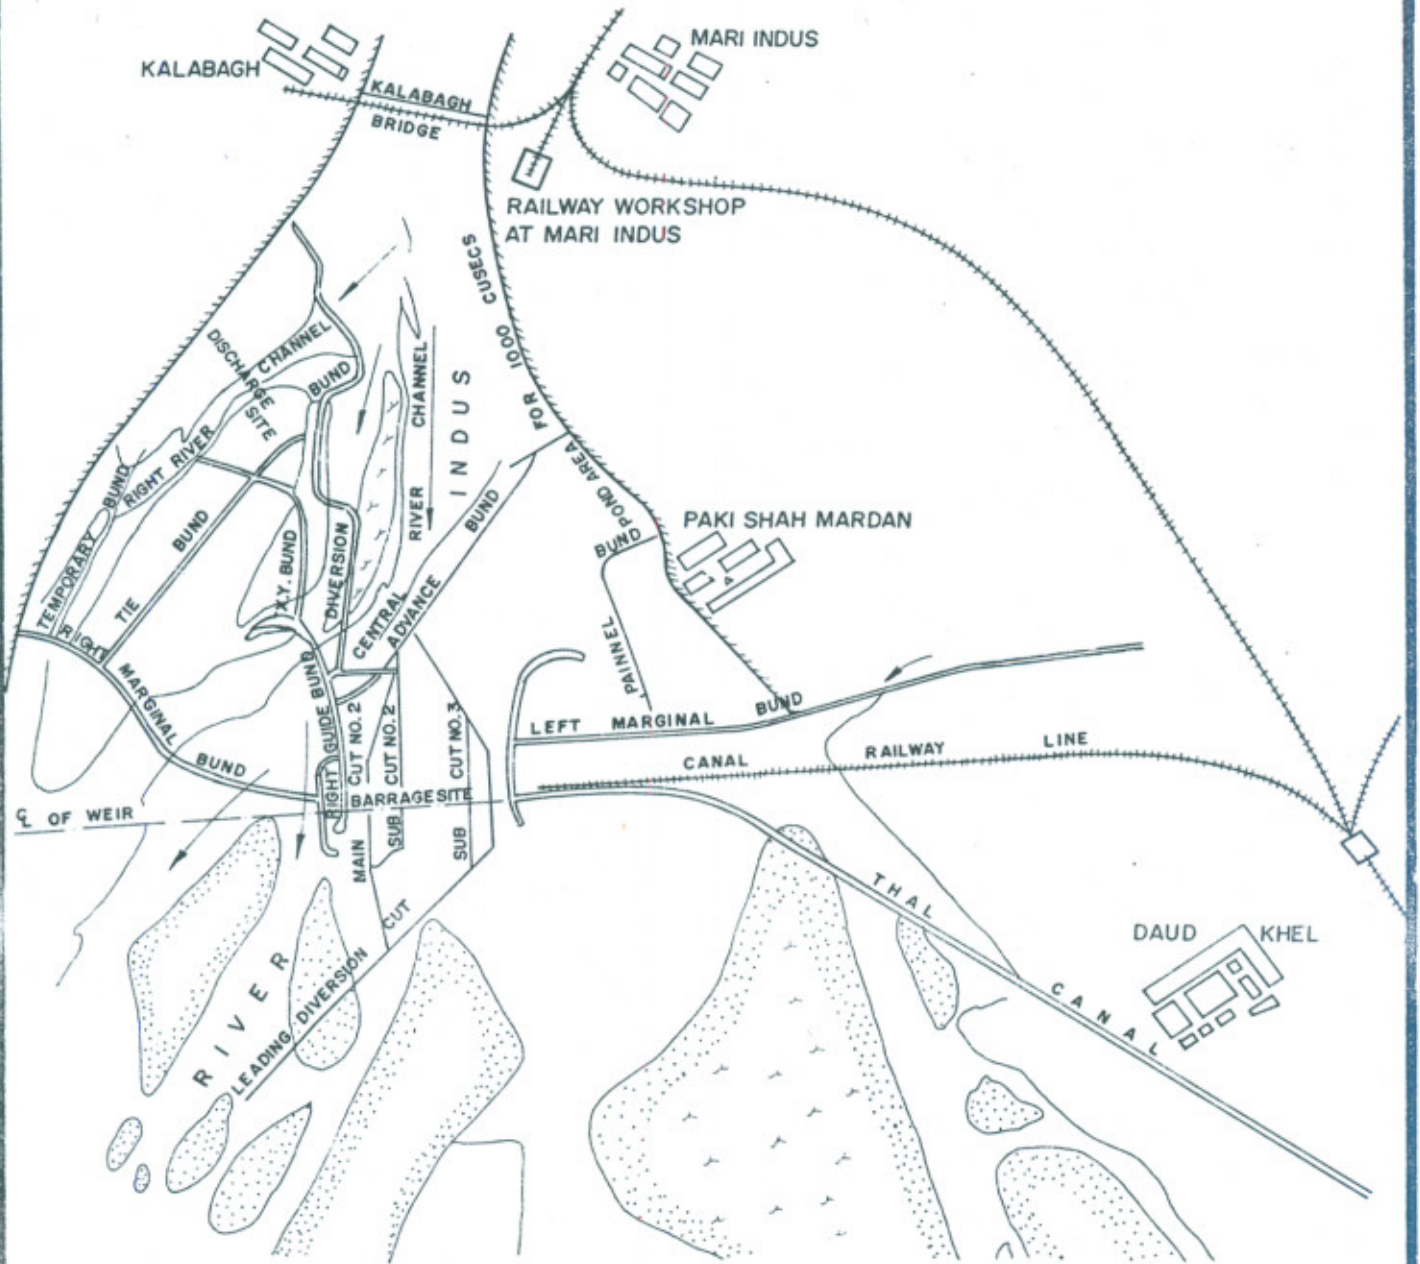 KALABAGH
MARI INDUS
KALABAGH
BRIDGE
RAILWAY WORKSHOP
AT MARI INDUS
POND AREA FOR 1000 CUSECS
DISCHARGE
SITE
RIGHT RIVER CHANNEL
BUND
RIVER CHANNEL
INDUS
TEMPORARY BUND
TIE BUND
X.Y. BUND
DIVERSION
CENTRAL
ADVANCE BUND
PAKI SHAH MARDAN
PAINNEL BUND
RIGHT MARGINAL BUND
RIGHT GUIDE BUND
CUT NO. 2
SUB CUT NO. 2
SUB CUT NO. 3
LEFT MARGINAL BUND
CANAL RAILWAY LINE
℄ OF WEIR
BARRAGE SITE
MAIN
THAL CANAL
DAUD KHEL
RIVER
LEADING DIVERSION CUT